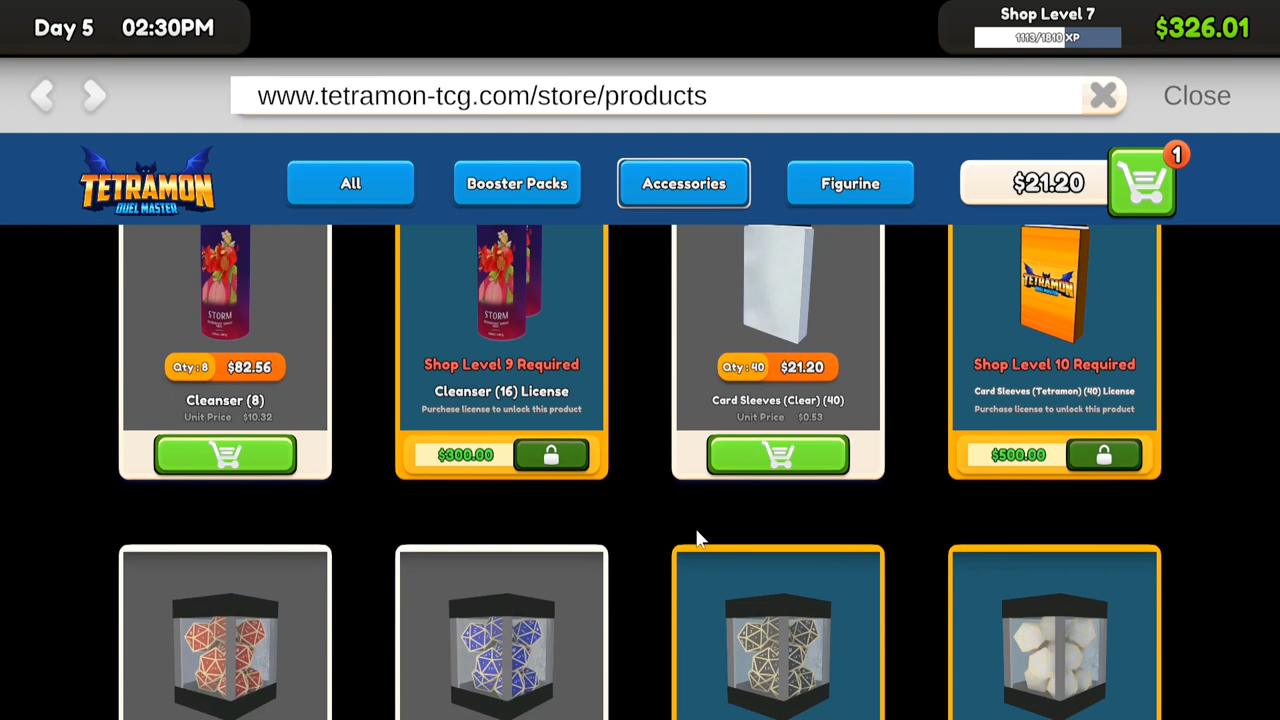 Day 5 02:30PM
Shop Level 7
1113/1810 XP
$326.01
www.tetramon-tcg.com/store/products
Close
TETRAMON
DUEL MASTER
All
Booster Packs
Accessories
Figurine
$21.20
1
STORM
STORM
TETRAMON
DUEL MASTER
Qty : 8 $82.56
Cleanser (8)
Unit Price $10.32
Shop Level 9 Required
Cleanser (16) License
Purchase license to unlock this product
$300.00
Qty : 40 $21.20
Card Sleeves (Clear) (40)
Unit Price $0.53
Shop Level 10 Required
Card Sleeves (Tetramon) (40) License
Purchase license to unlock this product
$500.00